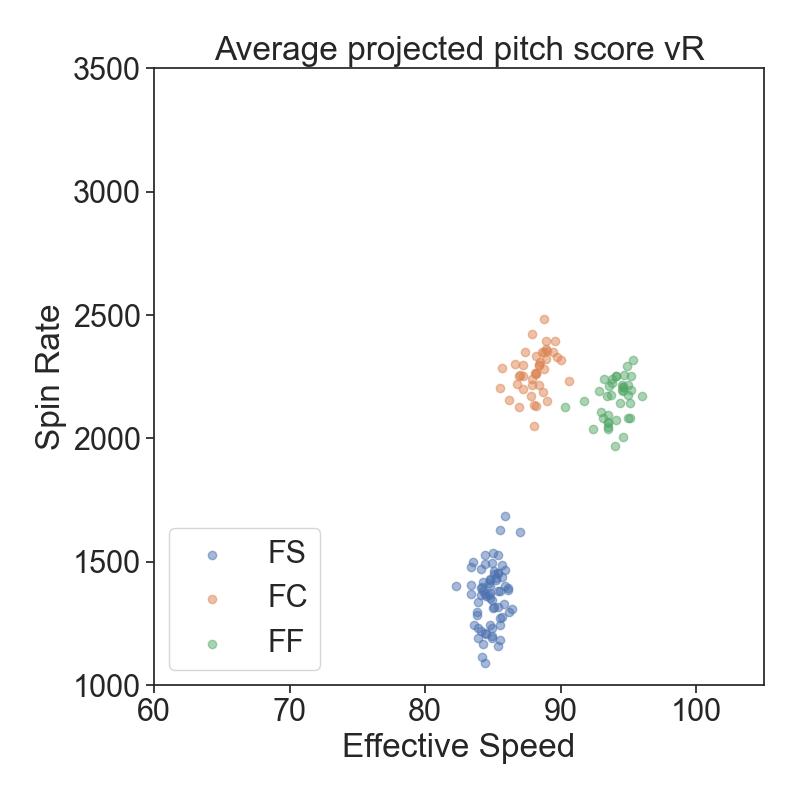 Average projected pitch score vR
3500
3000
2500
2000
1500
1000
Spin Rate
FS
FC
FF
60 70 80 90 100
Effective Speed